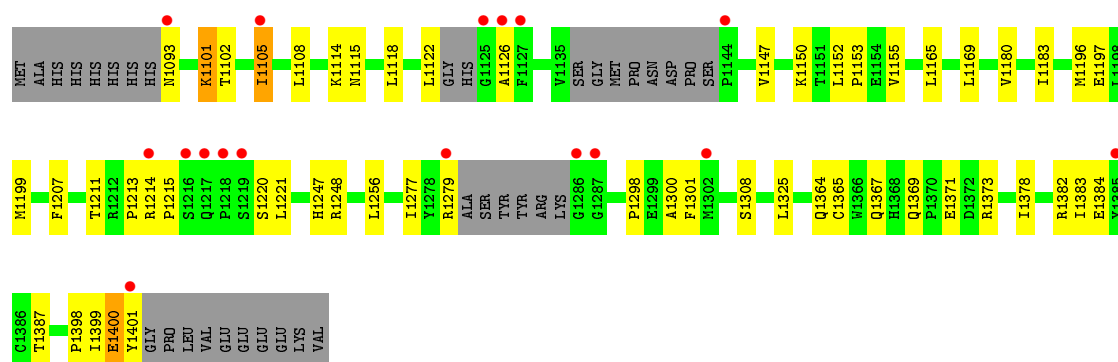 MET ALA HIS HIS HIS HIS HIS HIS N1093 K1101 T1102 I1105 L1108 K1114 N1115 L1118 L1122 GLY HIS G1125 A1126 F1127 V1135 SER GLY MET PRO ASN ASP PRO SER P1144 V1147 K1150 T1151 L1152 P1153 E1154 V1155 L1165 L1169 V1180 I1183 M1196 E1197 L1198
M1199 F1207 T1211 R1212 P1213 R1214 P1215 S1216 Q1217 P1218 S1219 S1220 L1221 H1247 R1248 L1256 I1277 Y1278 R1279 ALA SER TYR TYR ARG LYS G1286 G1287 P1298 E1299 A1300 F1301 M1302 S1308 L1325 Q1364 C1365 W1366 Q1367 H1368 Q1369 P1370 E1371 D1372 R1373 I1378 R1382 I1383 E1384 Y1385
C1386 T1387 P1398 I1399 E1400 Y1401 GLY PRO LEU VAL GLU GLU GLU GLU LYS VAL